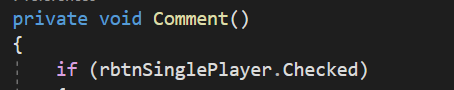 private void Comment()
{
if (rbtnSinglePlayer.Checked)